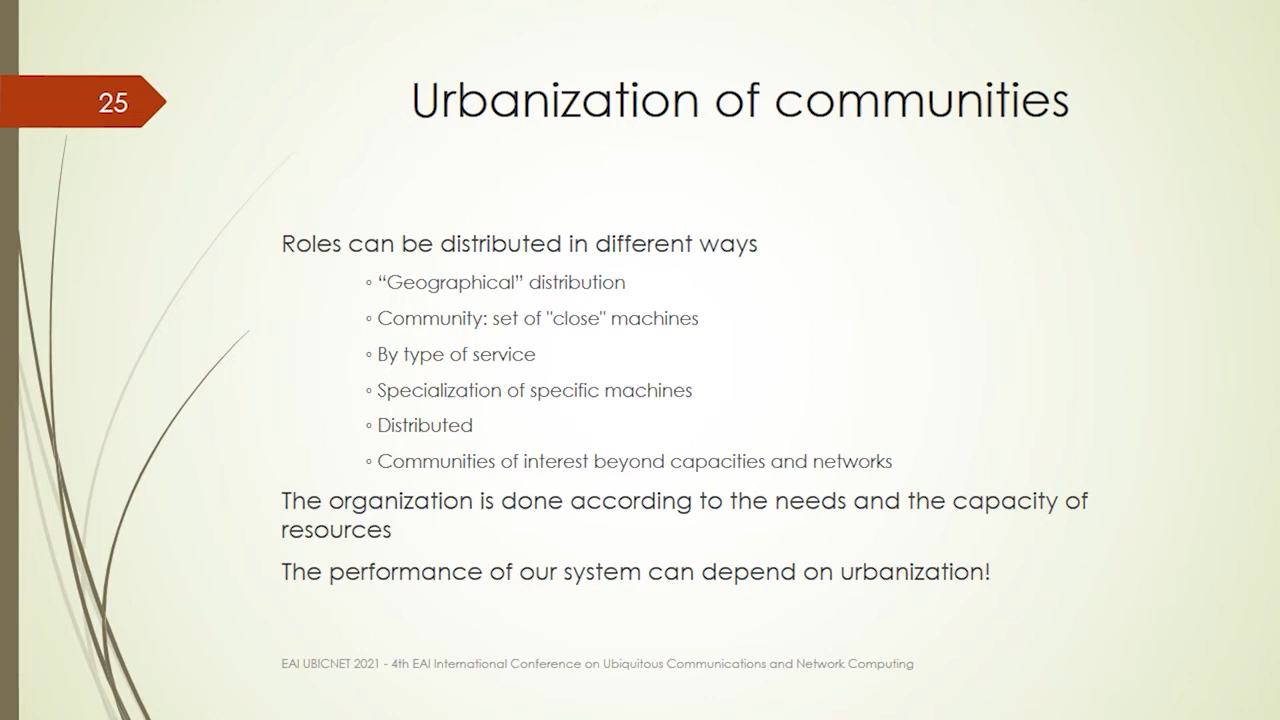 25
Urbanization of communities
Roles can be distributed in different ways
◦ “Geographical” distribution
◦ Community: set of "close" machines
◦ By type of service
◦ Specialization of specific machines
◦ Distributed
◦ Communities of interest beyond capacities and networks
The organization is done according to the needs and the capacity of
resources
The performance of our system can depend on urbanization!
EAI UBICNET 2021 - 4th EAI International Conference on Ubiquitous Communications and Network Computing